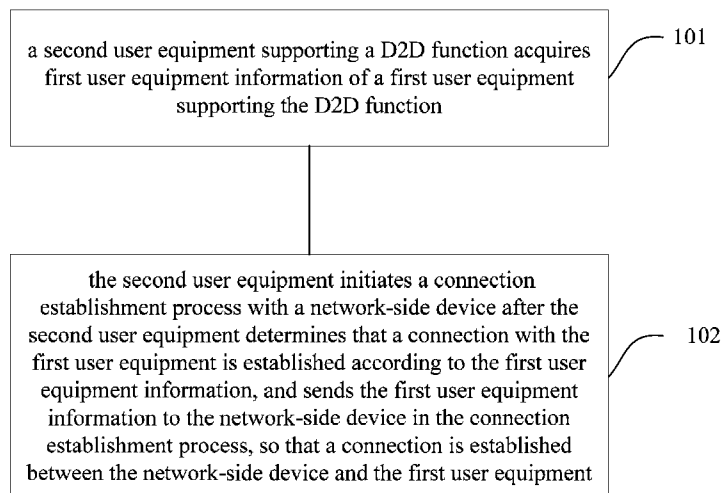 a second user equipment supporting a D2D function acquires
first user equipment information of a first user equipment
supporting the D2D function
101
the second user equipment initiates a connection
establishment process with a network-side device after the
second user equipment determines that a connection with the
first user equipment is established according to the first user
equipment information, and sends the first user equipment
information to the network-side device in the connection
establishment process, so that a connection is established
between the network-side device and the first user equipment
102